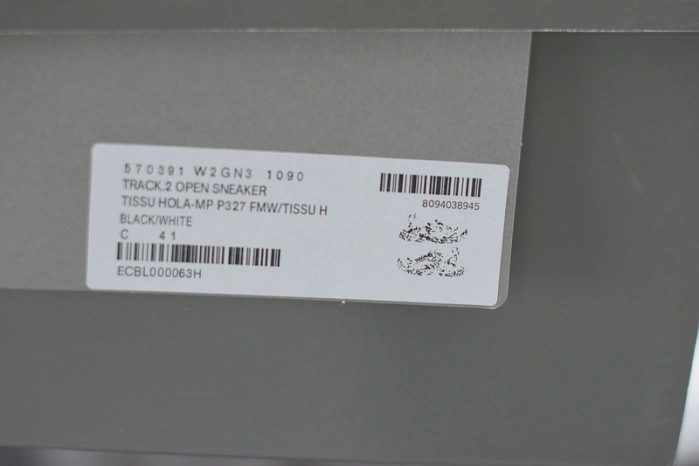 570391 W2GN3 1090
TRACK.2 OPEN SNEAKER
TISSU HOLA-MP P327 FMW/TISSU H
BLACK/WHITE
C 41
ECBL000063H
8094038945